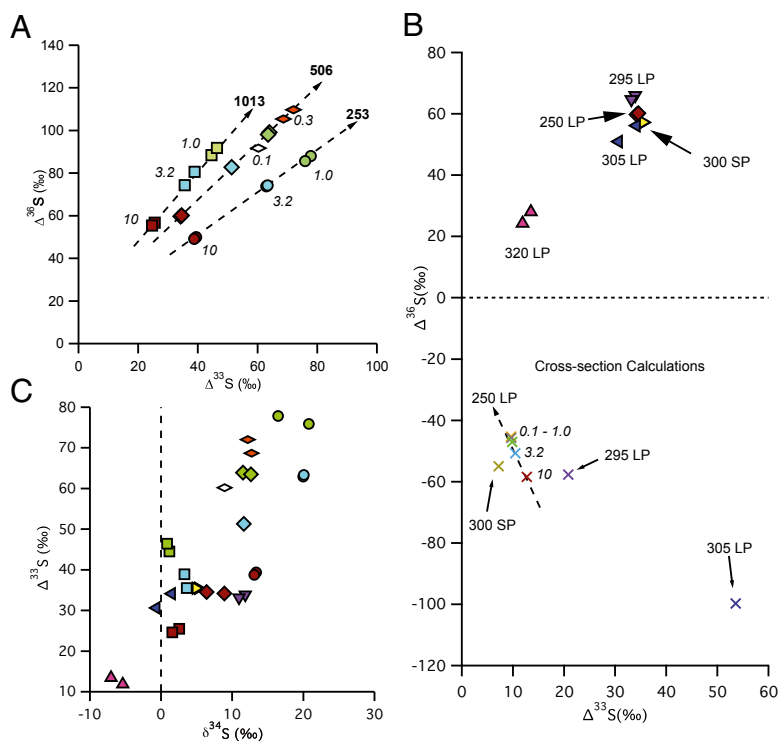 A
140
120
100
80
60
40
20
0
Δ36S (‰)
0
20
40
60
80
100
Δ33S (‰)
1013
506
253
1.0
0.3
3.2
0.1
1.0
10
3.2
10
B
80
60
40
20
0
-20
-40
-60
-80
-100
-120
Δ36S(‰)
0
10
20
30
40
50
60
Δ33S(‰)
295 LP
250 LP
300 SP
305 LP
320 LP
Cross-section Calculations
250 LP
0.1 - 1.0
3.2
10
295 LP
300 SP
305 LP
C
80
70
60
50
40
30
20
10
Δ33S (‰)
-10
0
10
20
30
δ34S (‰)